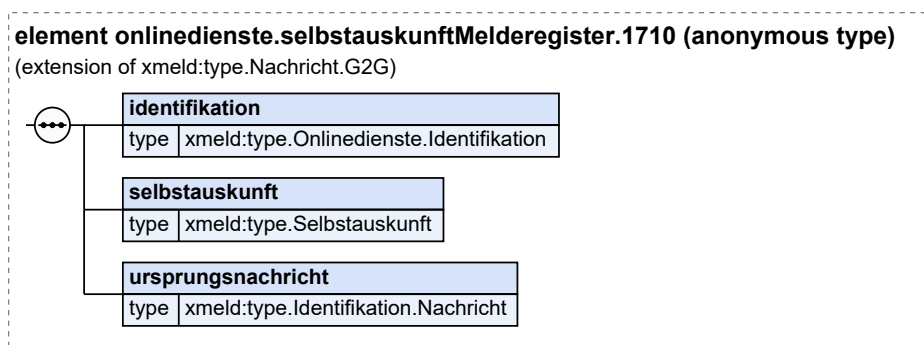 element onlinedienste.selbstauskunftMelderegister.1710 (anonymous type)
(extension of xmeld:type.Nachricht.G2G)
identifikation
type xmeld:type.Onlinedienste.Identifikation
selbstauskunft
type xmeld:type.Selbstauskunft
ursprungsnachricht
type xmeld:type.Identifikation.Nachricht